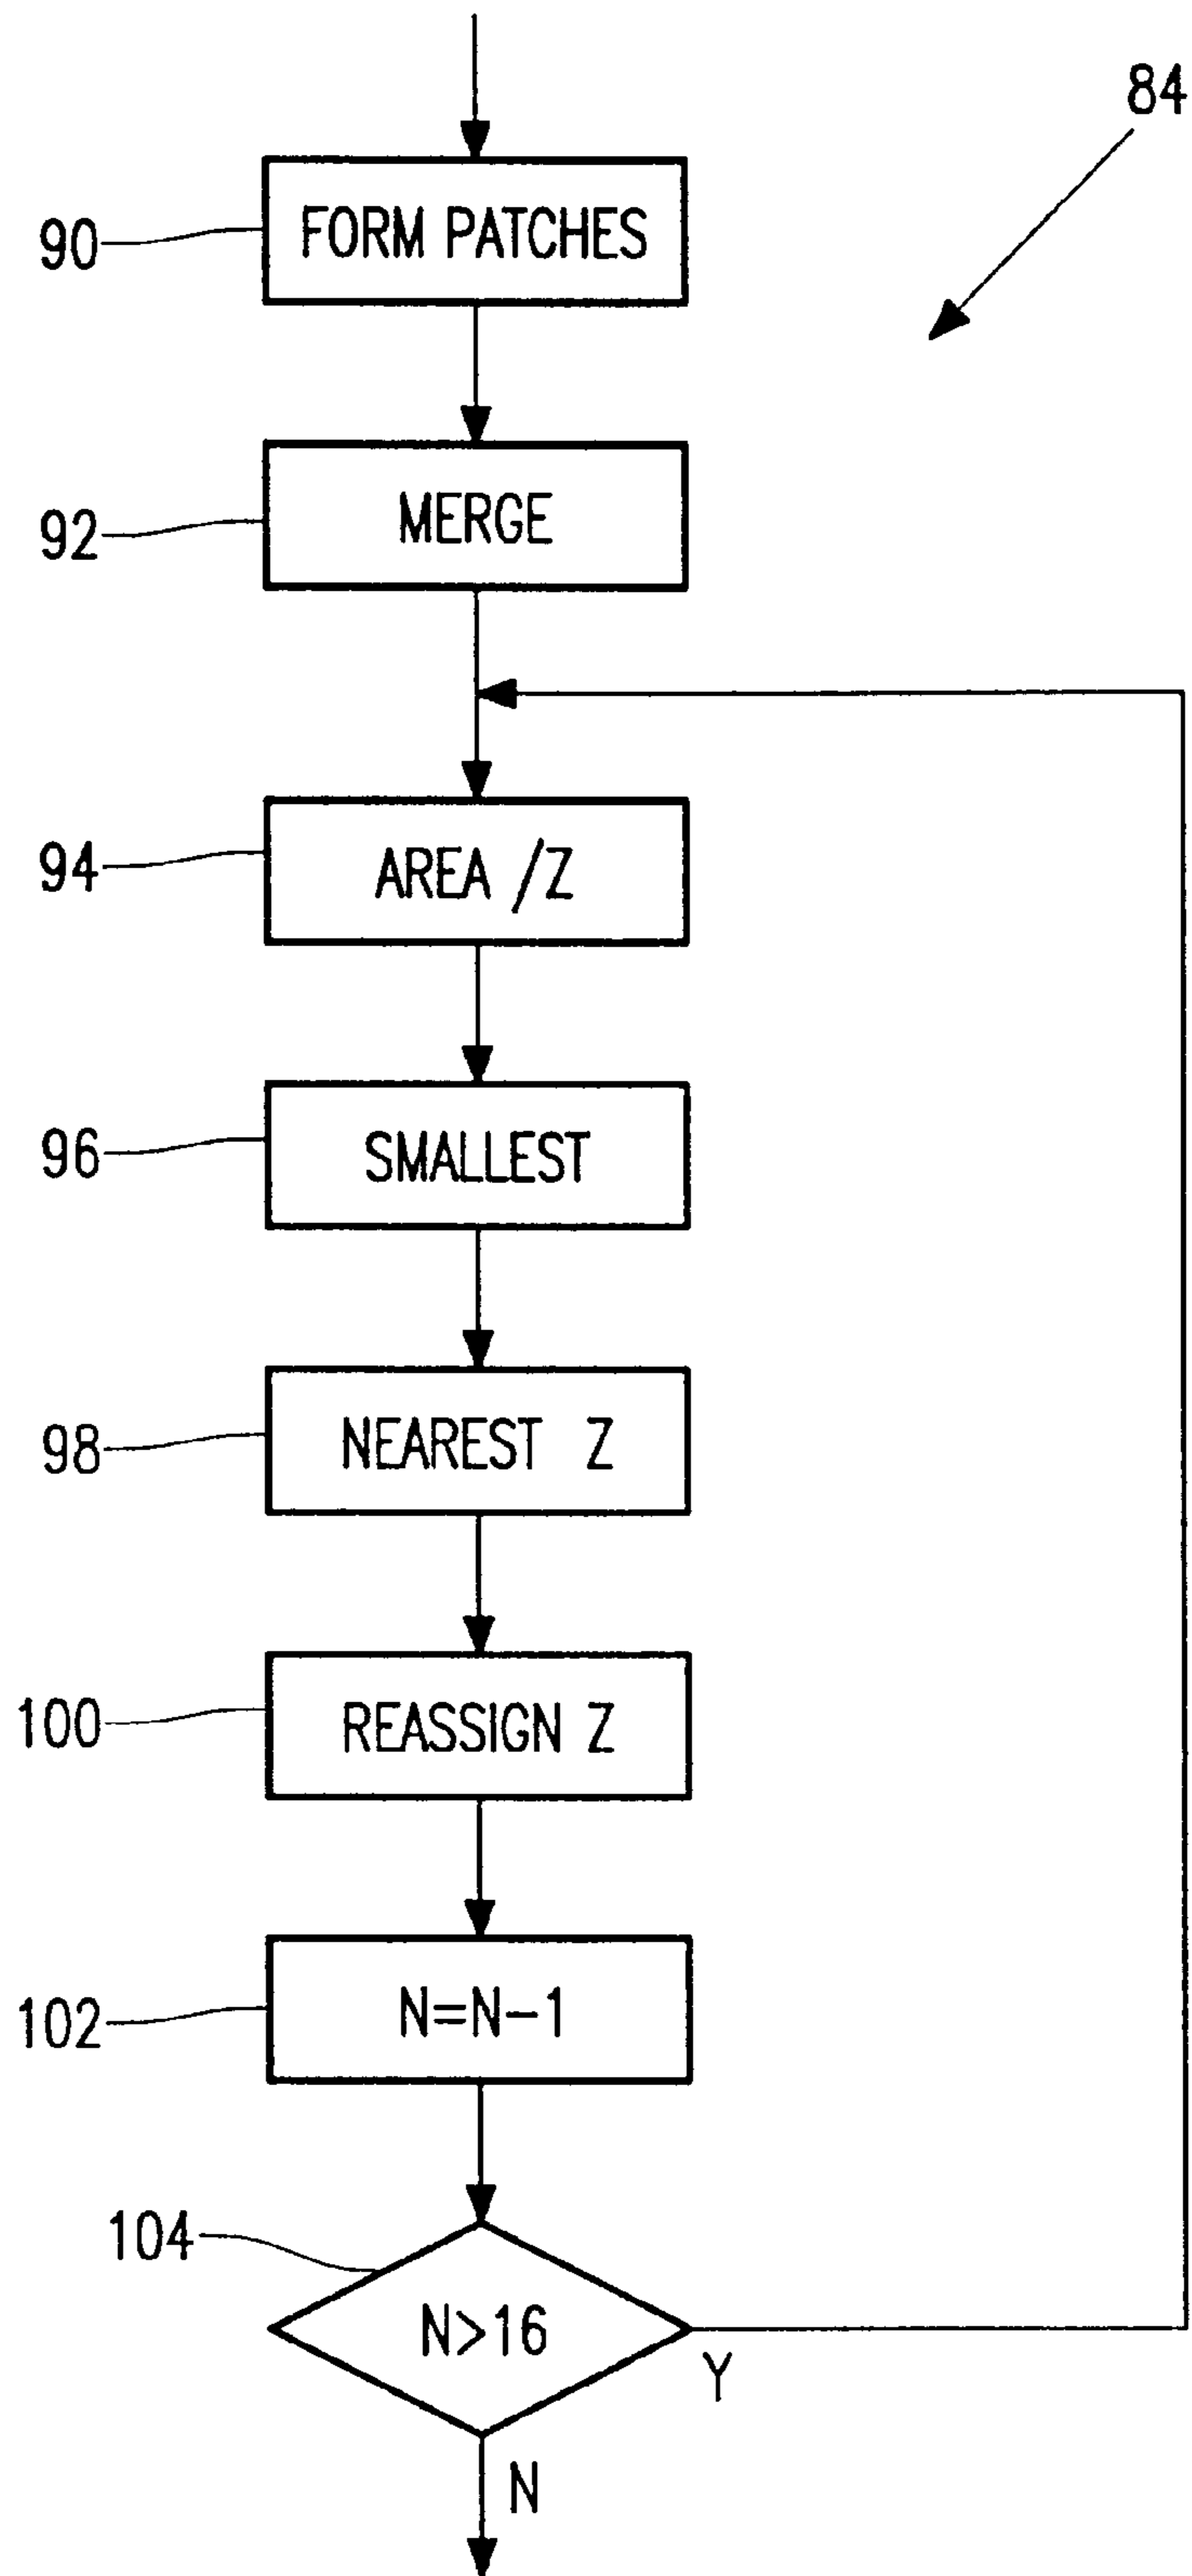 84
90
FORM PATCHES
92
MERGE
94
AREA /Z
96
SMALLEST
98
NEAREST Z
100
REASSIGN Z
102
N=N-1
104
N>16
Y
N